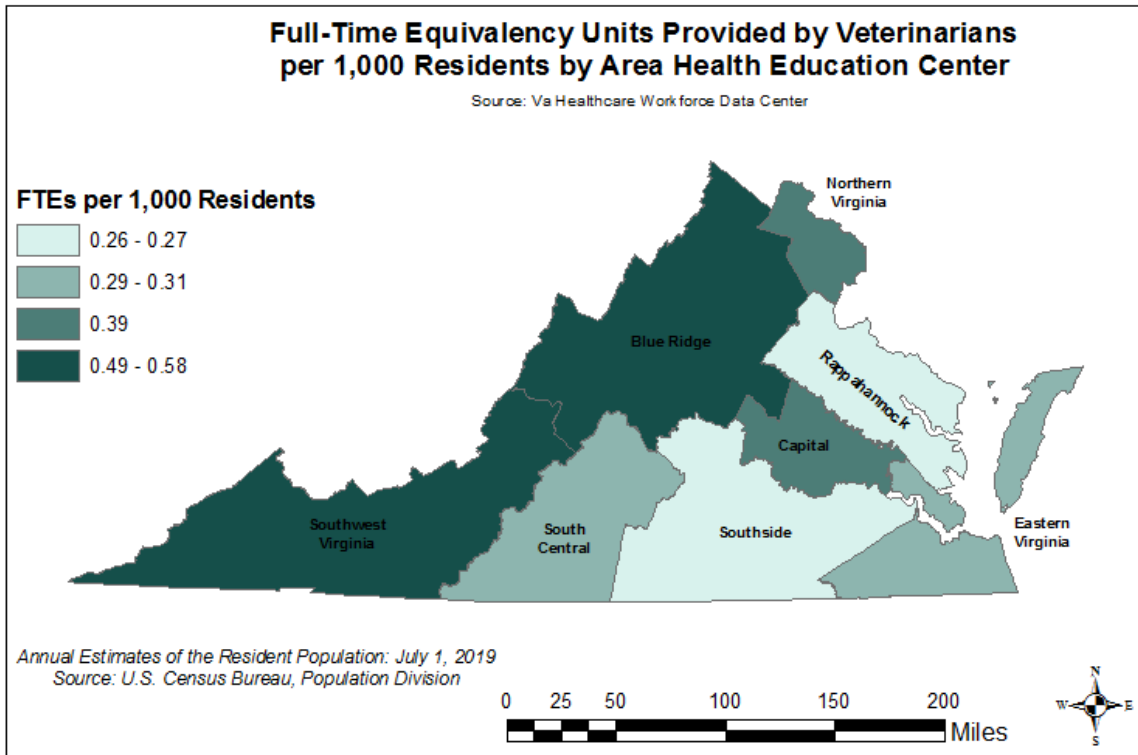 Full-Time Equivalency Units Provided by Veterinarians
per 1,000 Residents by Area Health Education Center
Source: Va Healthcare Workforce Data Center
FTEs per 1,000 Residents
0.26 - 0.27
0.29 - 0.31
0.39
0.49 - 0.58
Northern
Virginia
Blue Ridge
Rappahannock
Capital
Southwest
Virginia
South
Central
Southside
Eastern
Virginia
Annual Estimates of the Resident Population: July 1, 2019
Source: U.S. Census Bureau, Population Division
0 25 50 100 150 200
Miles
N
W E
S